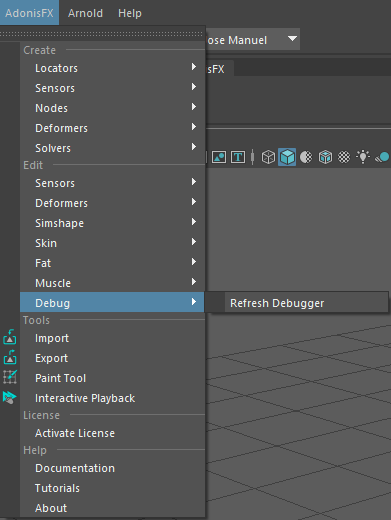 AdonisFX Arnold Help
ose Manuel
isFX
Create
Locators
Sensors
Nodes
Deformers
Solvers
Edit
Sensors
Deformers
Simshape
Skin
Fat
Muscle
Debug
Refresh Debugger
Tools
Import
Export
Paint Tool
Interactive Playback
License
Activate License
Help
Documentation
Tutorials
About